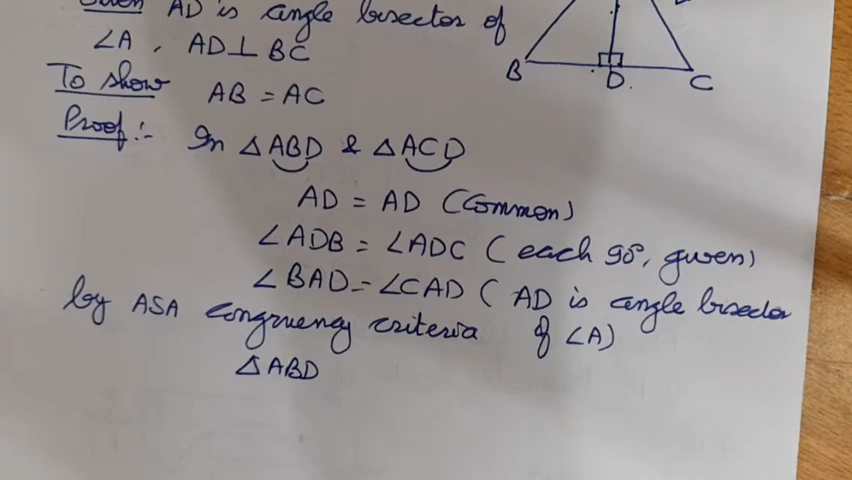 Given AD is angle bisector of
∠A, AD⊥BC
B
D.
C
To show AB = AC
Proof :- In △ABD & △ACD
AD = AD (Common)
∠ADB = ∠ADC (each 90°, given)
∠BAD = ∠CAD (AD is angle bisector
of ∠A)
by ASA congruency criteria
△ABD